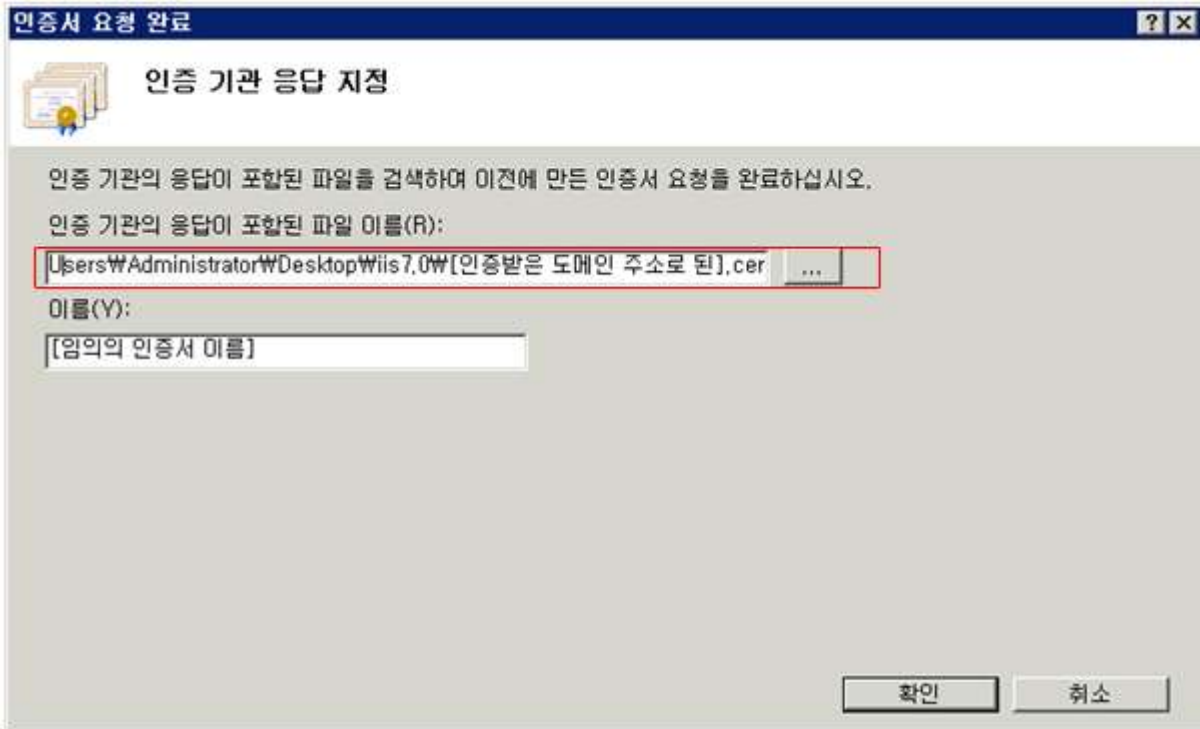 인증서 요청 완료
인증 기관 응답 지정
인증 기관의 응답이 포함된 파일을 검색하여 이전에 만든 인증서 요청을 완료하십시오.
인증 기관의 응답이 포함된 파일 이름(R):
Users₩Administrator₩Desktop₩iis7.0₩[인증받은 도메인 주소로 된].cer ...
이름(Y):
[임의의 인증서 이름]
확인 취소